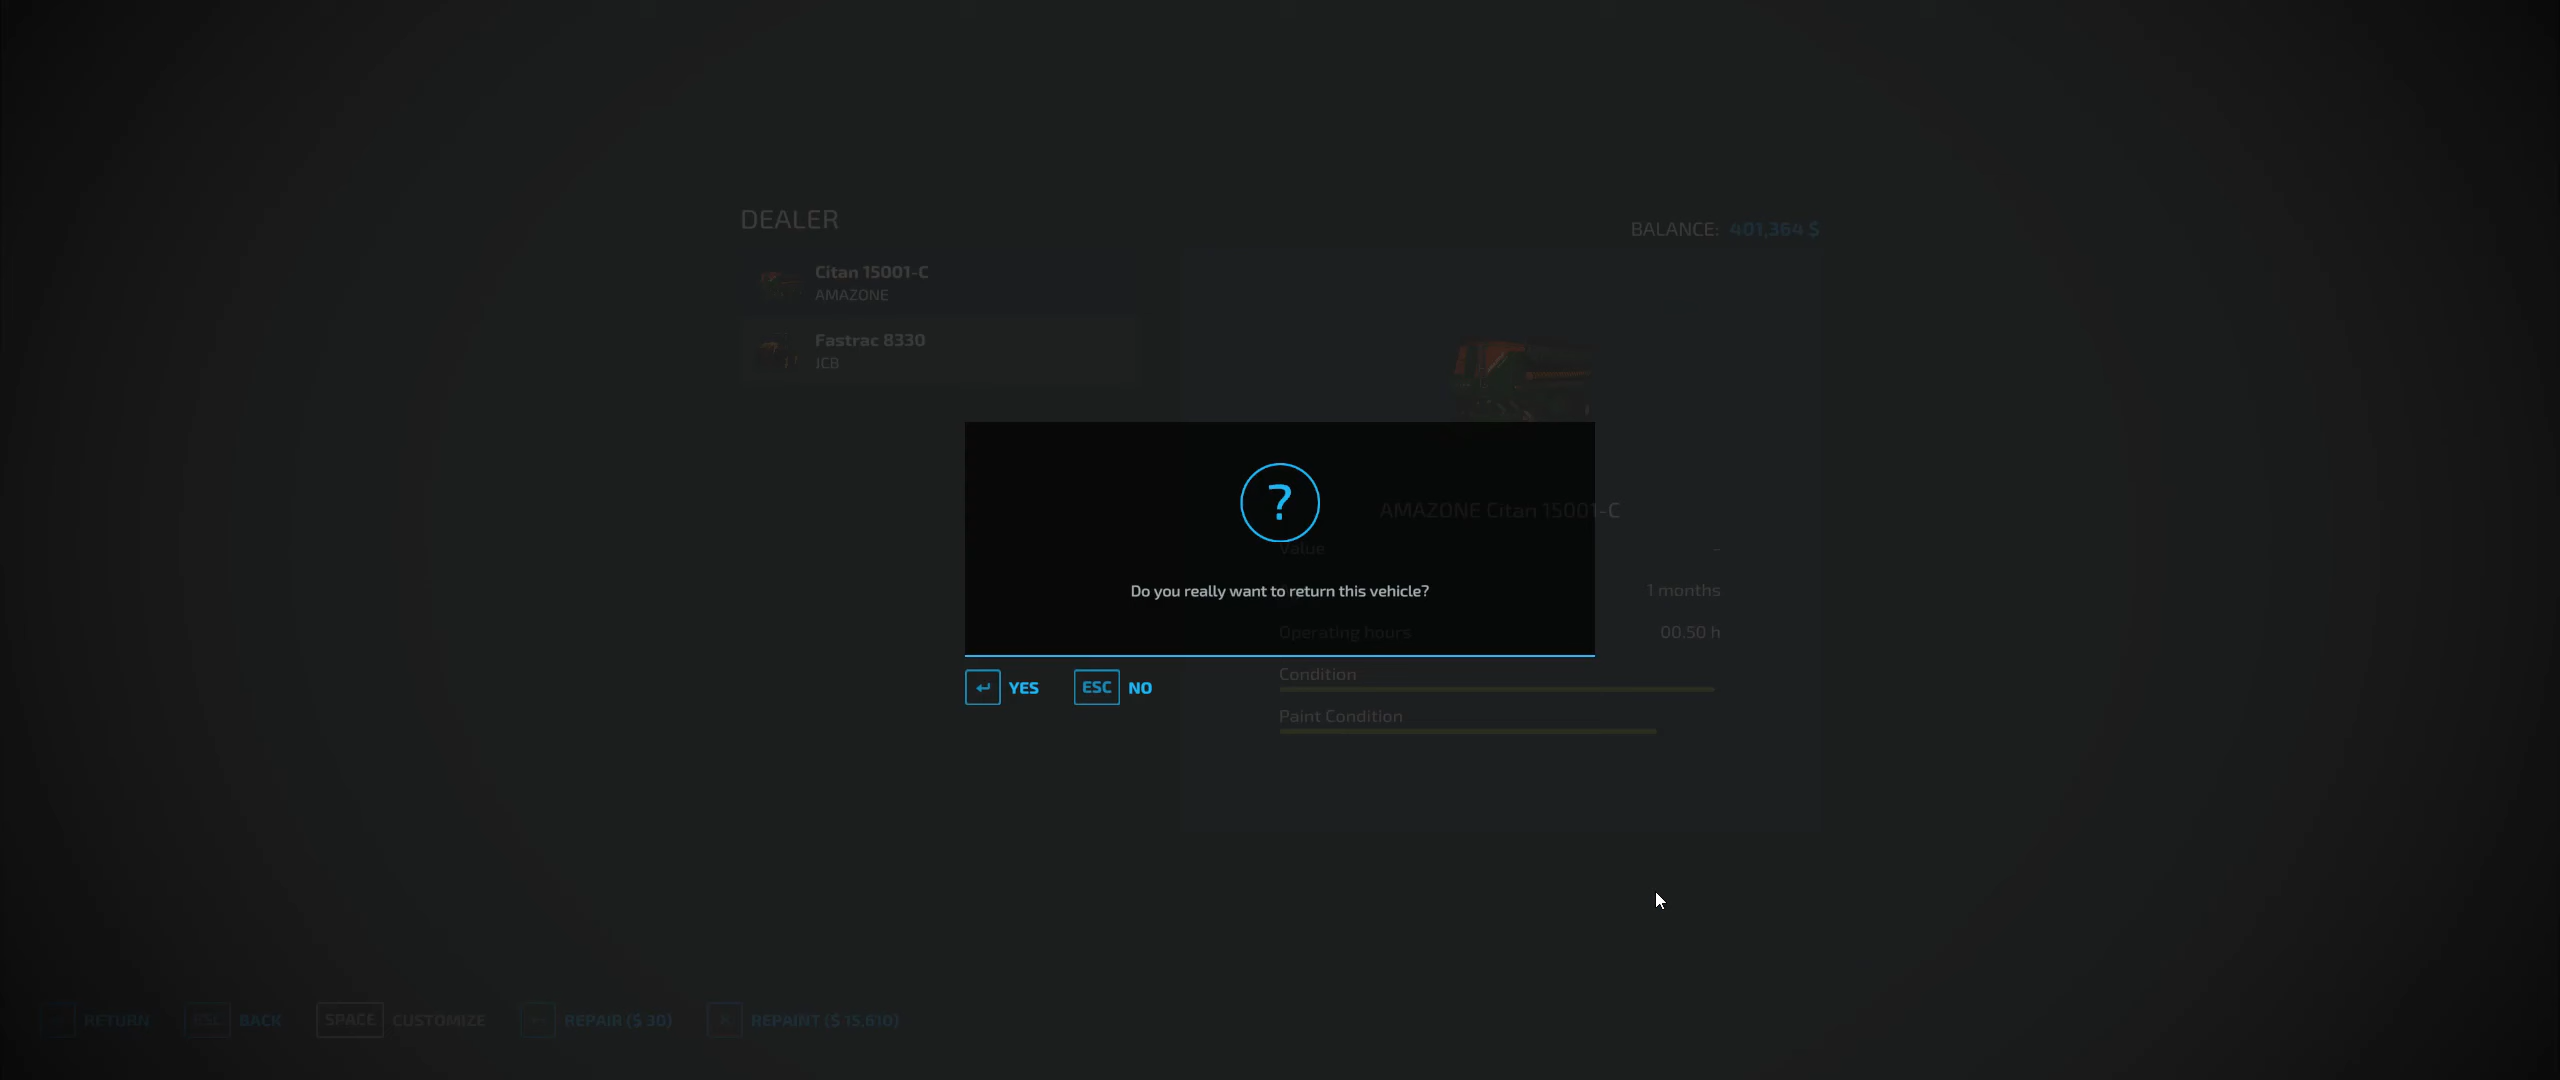 DEALER
BALANCE: 401,364 $
Citan 15001-C
AMAZONE
Fastrac 8330
JCB
?
AMAZONE Citan 15001-C
Value –
Do you really want to return this vehicle?
1 months
Operating hours 00.50 h
Condition
Paint Condition
YES ESC NO
RETURN ESC BACK SPACE CUSTOMIZE REPAIR ($ 30) REPAINT ($ 15,610)